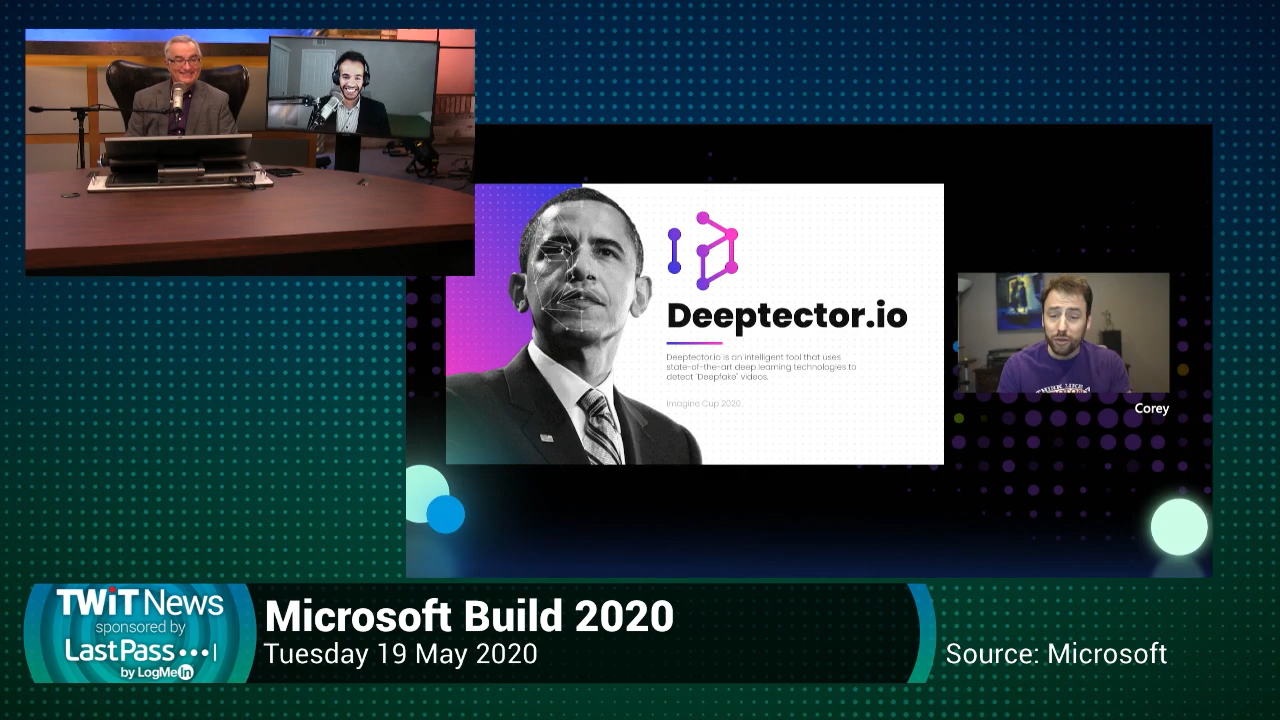 Deeptector.io
Deeptector.io is an intelligent tool that uses
state-of-the-art deep learning technologies to
detect "Deepfake" videos.
Imagine Cup 2020
THINK LIKE
Corey
TWiT News
sponsored by
LastPass•••|
by LogMeIn
Microsoft Build 2020
Tuesday 19 May 2020
Source: Microsoft